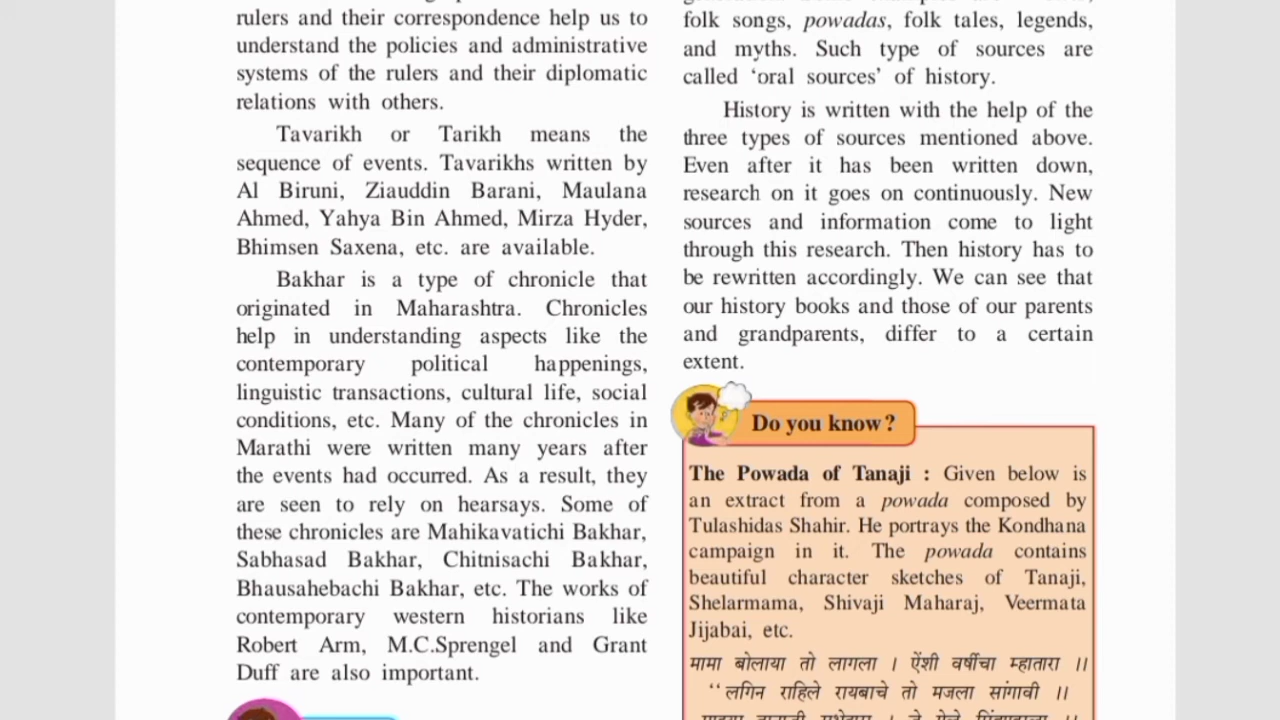 rulers and their correspondence help us to
understand the policies and administrative
systems of the rulers and their diplomatic
relations with others.
Tavarikh or Tarikh means the
sequence of events. Tavarikhs written by
Al Biruni, Ziauddin Barani, Maulana
Ahmed, Yahya Bin Ahmed, Mirza Hyder,
Bhimsen Saxena, etc. are available.
Bakhar is a type of chronicle that
originated in Maharashtra. Chronicles
help in understanding aspects like the
contemporary political happenings,
linguistic transactions, cultural life, social
conditions, etc. Many of the chronicles in
Marathi were written many years after
the events had occurred. As a result, they
are seen to rely on hearsays. Some of
these chronicles are Mahikavatichi Bakhar,
Sabhasad Bakhar, Chitnisachi Bakhar,
Bhausahebachi Bakhar, etc. The works of
contemporary western historians like
Robert Arm, M.C.Sprengel and Grant
Duff are also important.
folk songs, powadas, folk tales, legends,
and myths. Such type of sources are
called ‘oral sources’ of history.
History is written with the help of the
three types of sources mentioned above.
Even after it has been written down,
research on it goes on continuously. New
sources and information come to light
through this research. Then history has to
be rewritten accordingly. We can see that
our history books and those of our parents
and grandparents, differ to a certain
extent.
Do you know?
The Powada of Tanaji : Given below is
an extract from a powada composed by
Tulashidas Shahir. He portrays the Kondhana
campaign in it. The powada contains
beautiful character sketches of Tanaji,
Shelarmama, Shivaji Maharaj, Veermata
Jijabai, etc.
मामा बोलाया तो लागला । ऐंशी वर्षीचा म्हातारा ।।
‘‘लगिन राहिले रायबाचे तो मजला सांगावी ।।